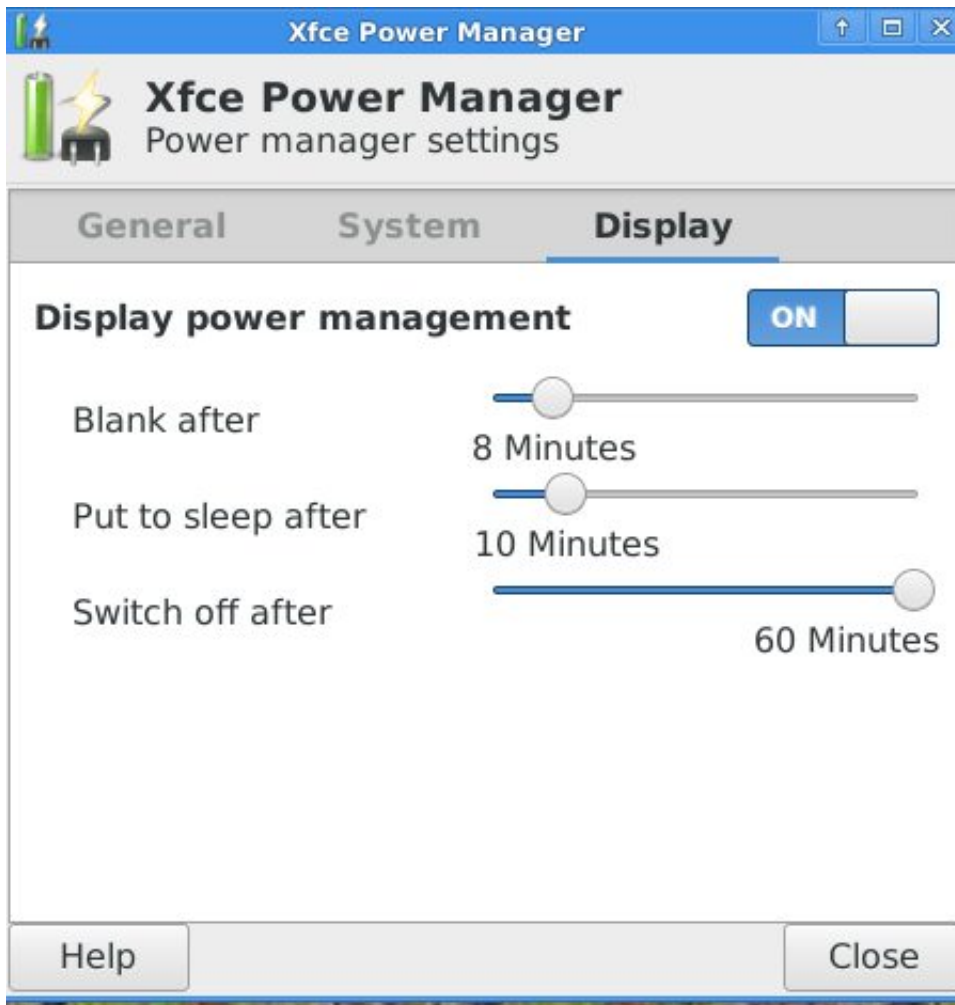 Xfce Power Manager
Xfce Power Manager
Power manager settings
General System Display
Display power management ON
Blank after
8 Minutes
Put to sleep after
10 Minutes
Switch off after
60 Minutes
Help Close